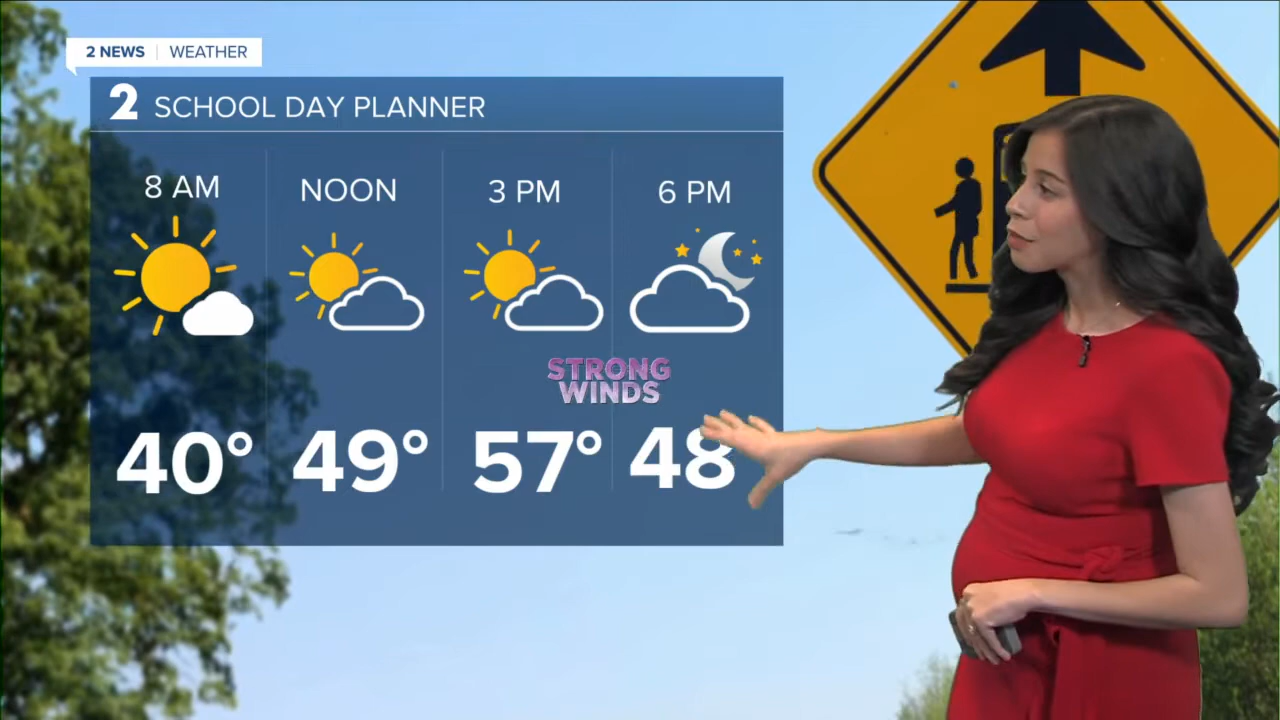 2 NEWS | WEATHER
2 SCHOOL DAY PLANNER
8 AM NOON 3 PM 6 PM
STRONG
WINDS
40° 49° 57° 48